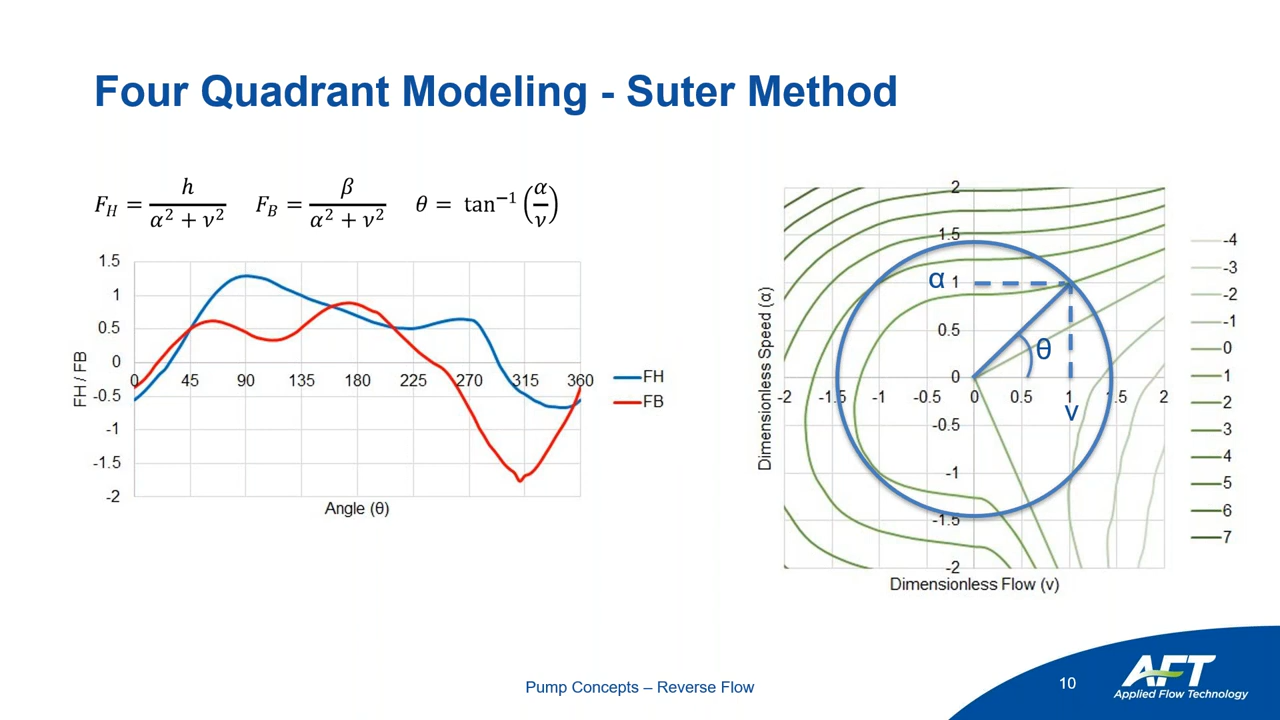 Four Quadrant Modeling - Suter Method
F_H = h / (α² + ν²)   F_B = β / (α² + ν²)   θ = tan⁻¹ (α / ν)
1.5
1
0.5
0
-0.5
-1
-1.5
-2
0 45 90 135 180 225 270 315 360
FH / FB
Angle (θ)
FH
FB
2
1.5
α 1
0.5
θ
0
-2 -1.5 -1 -0.5 0 0.5 1 1.5 2
v
-0.5
-1
-1.5
-2
Dimensionless Speed (α)
Dimensionless Flow (v)
-4
-3
-2
-1
0
1
2
3
4
5
6
7
Pump Concepts – Reverse Flow
10
AFT
Applied Flow Technology